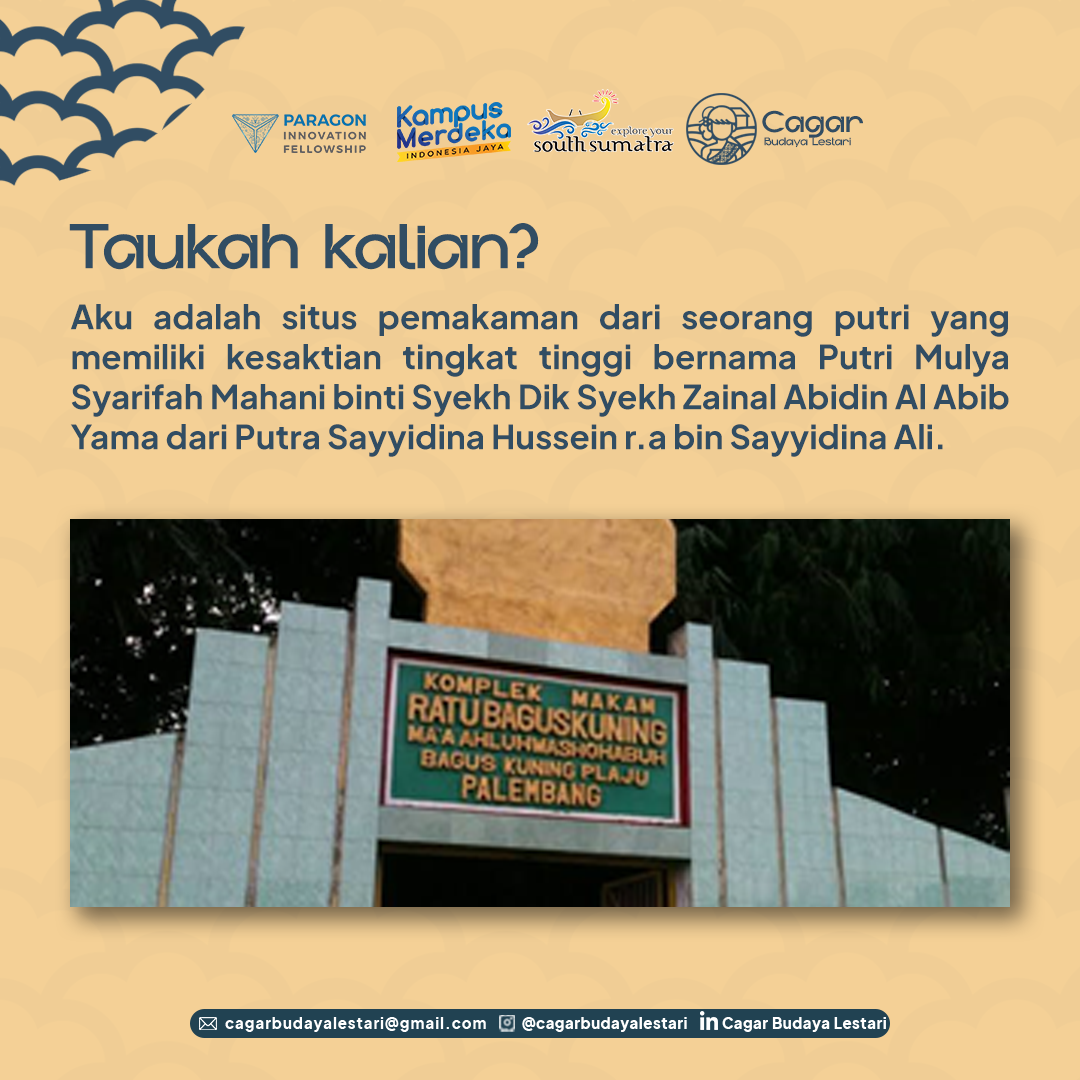 PARAGON
INNOVATION
FELLOWSHIP
Kampus
Merdeka
INDONESIA JAYA
explore your
south sumatra
Cagar
Budaya Lestari
Taukah kalian?
Aku adalah situs pemakaman dari seorang putri yang
memiliki kesaktian tingkat tinggi bernama Putri Mulya
Syarifah Mahani binti Syekh Dik Syekh Zainal Abidin Al Abib
Yama dari Putra Sayyidina Hussein r.a bin Sayyidina Ali.
KOMPLEK MAKAM
RATU BAGUS KUNING
MA'A AHLUHWASHOHABUH
BAGUS KUNING PLAJU
PALEMBANG
cagarbudayalestari@gmail.com @cagarbudayalestari in Cagar Budaya Lestari